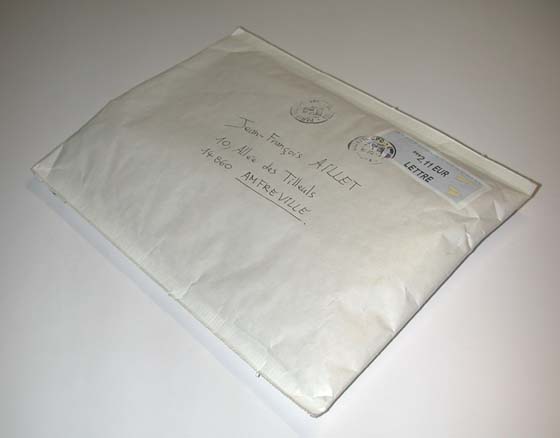 Jean-François AILLET
10, Allée des Tilleuls
14860 AMFREVILLE.
***2,11 EUR
LETTRE